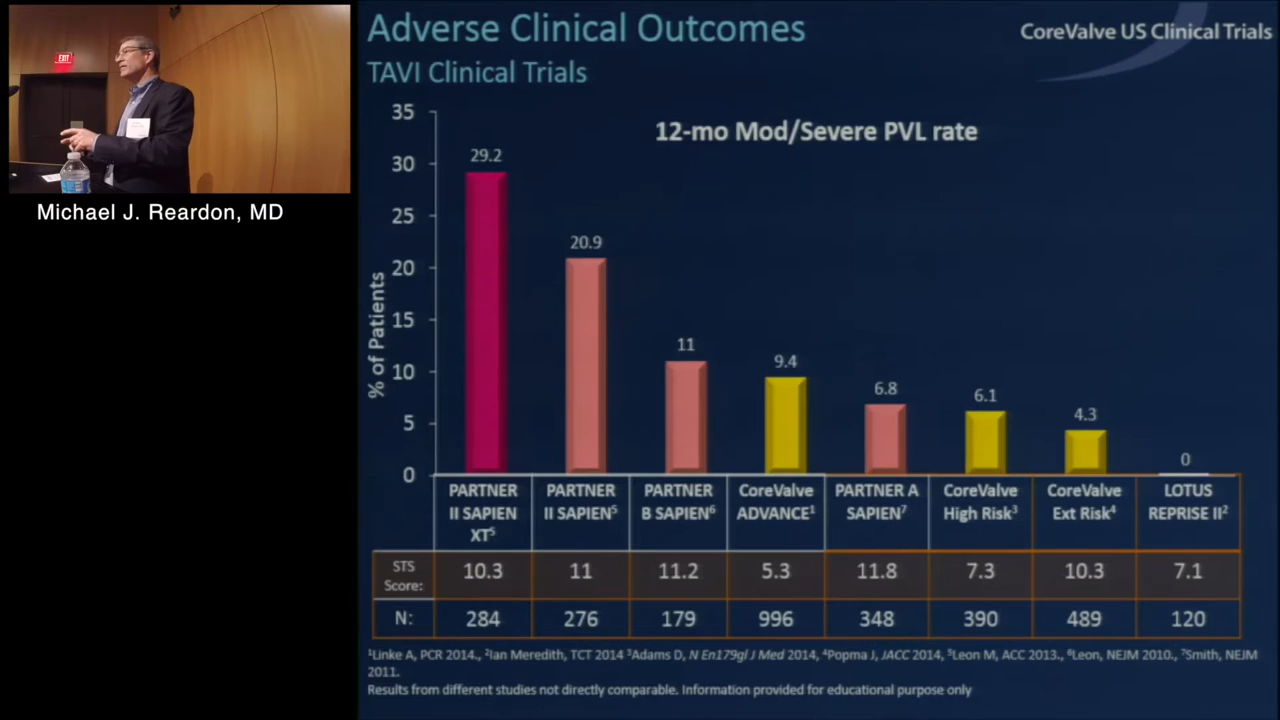 EXIT
Michael J. Reardon, MD
Adverse Clinical Outcomes
CoreValve US Clinical Trials
TAVI Clinical Trials
12-mo Mod/Severe PVL rate
% of Patients
35
30
25
20
15
10
5
0
29.2
20.9
11
9.4
6.8
6.1
4.3
0
PARTNER II SAPIEN XT⁵
PARTNER II SAPIEN⁵
PARTNER B SAPIEN⁶
CoreValve ADVANCE¹
PARTNER A SAPIEN⁷
CoreValve High Risk³
CoreValve Ext Risk⁴
LOTUS REPRISE II²
STS Score: 10.3 11 11.2 5.3 11.8 7.3 10.3 7.1
N: 284 276 179 996 348 390 489 120
¹Linke A, PCR 2014., ²Ian Meredith, TCT 2014 ³Adams D, N En179gl J Med 2014, ⁴Popma J, JACC 2014, ⁵Leon M, ACC 2013., ⁶Leon, NEJM 2010., ⁷Smith, NEJM
2011.
Results from different studies not directly comparable. Information provided for educational purpose only